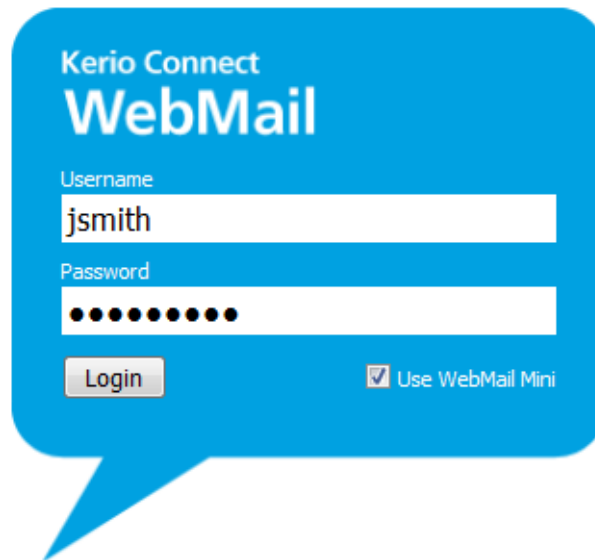 Kerio Connect
WebMail
Username
jsmith
Password
●●●●●●●●●
Login
Use WebMail Mini